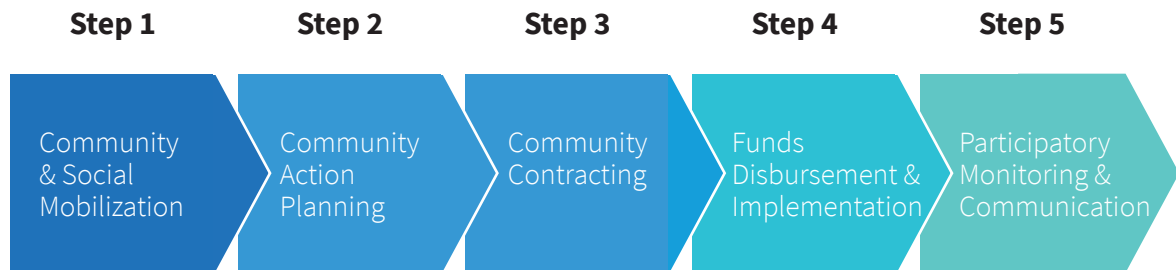 Step 1
Step 2
Step 3
Step 4
Step 5
Community
& Social
Mobilization
Community
Action
Planning
Community
Contracting
Funds
Disbursement &
Implementation
Participatory
Monitoring &
Communication